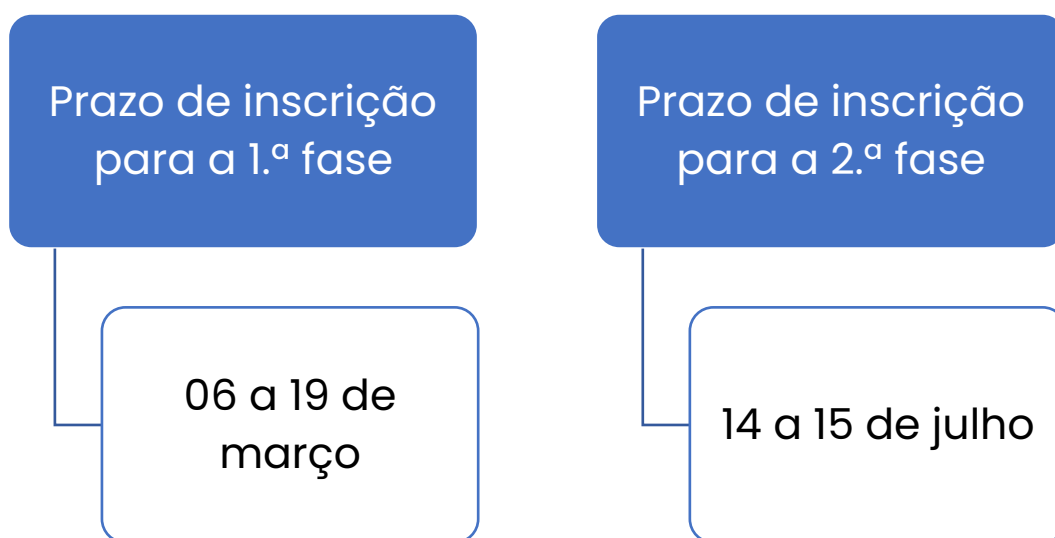 Prazo de inscrição
para a 1.ª fase
06 a 19 de
março
Prazo de inscrição
para a 2.ª fase
14 a 15 de julho